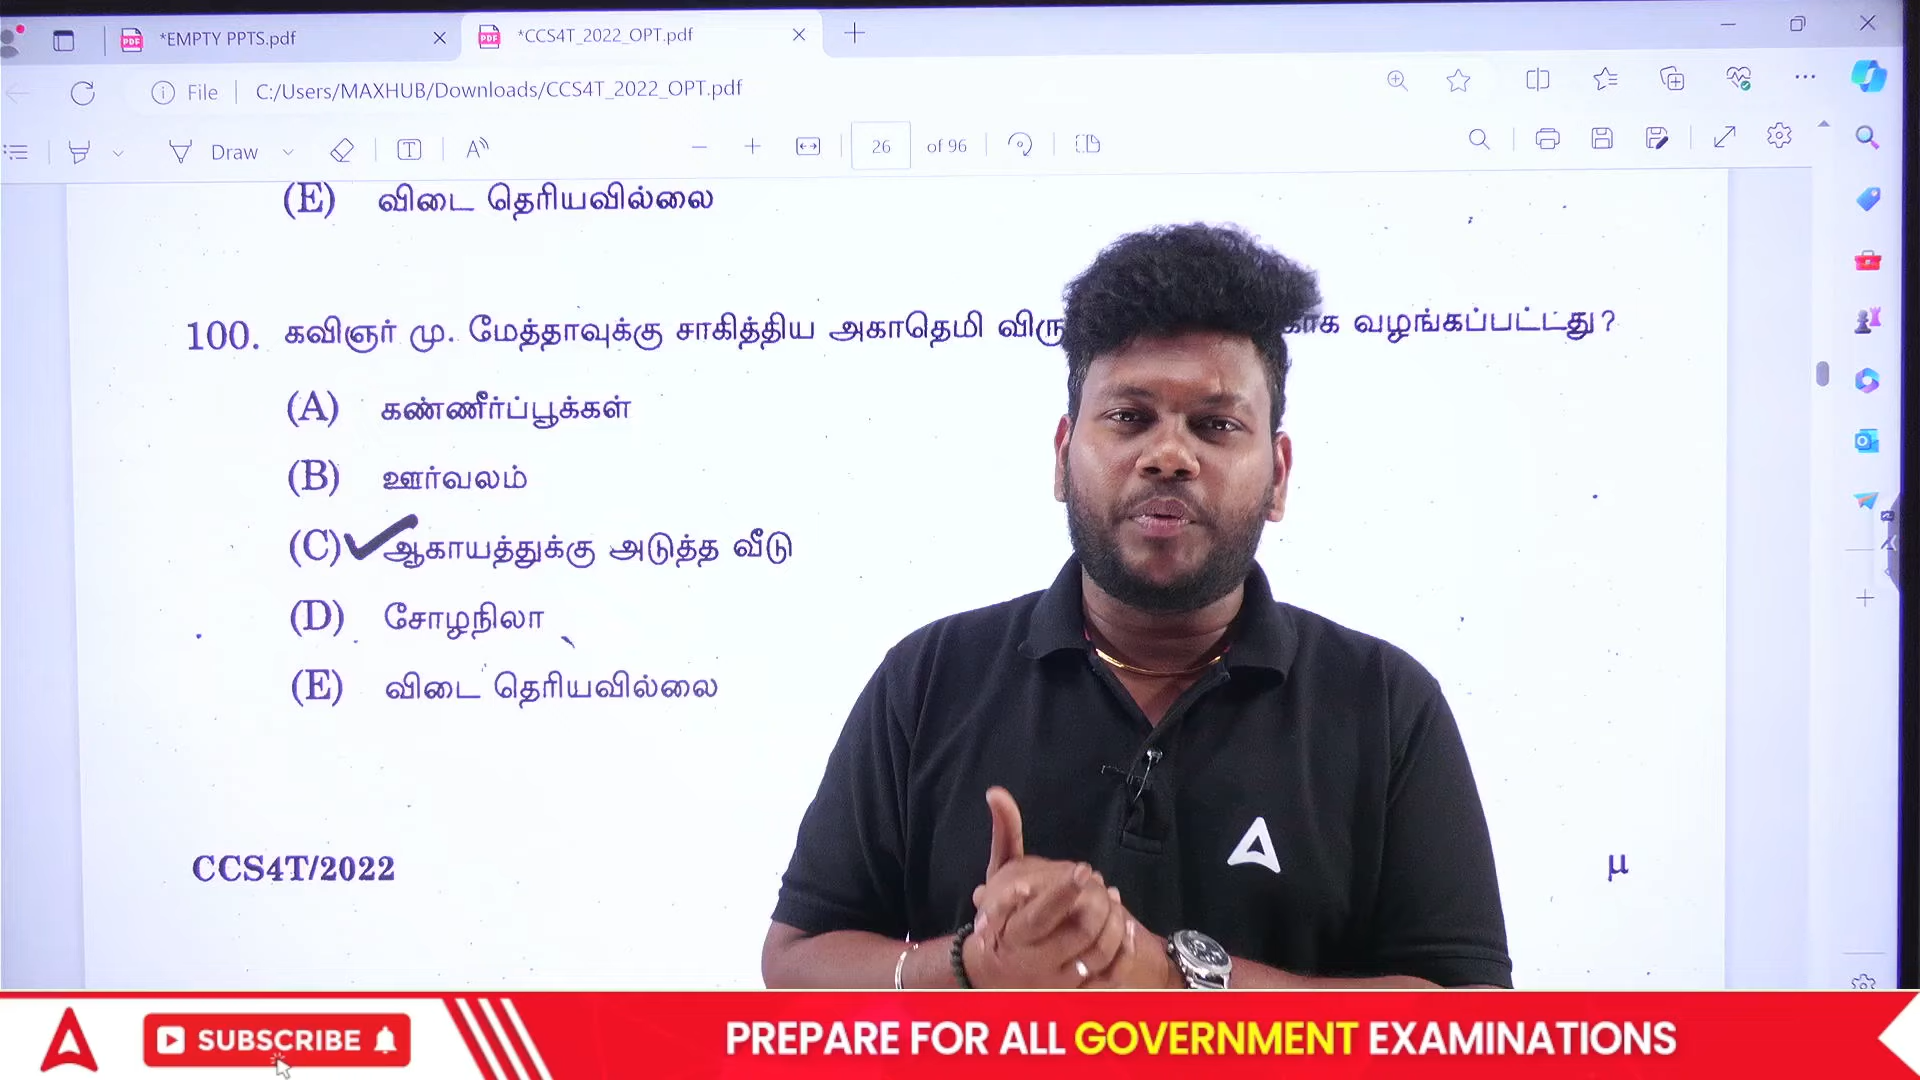 *EMPTY PPTS.pdf
*CCS4T_2022_OPT.pdf
File
C:/Users/MAXHUB/Downloads/CCS4T_2022_OPT.pdf
Draw
26 of 96
(E) விடை தெரியவில்லை
100. கவிஞர் மு. மேத்தாவுக்கு சாகித்திய அகாதெமி வழங்கப்பட்டது?
(A) கண்ணீர்ப்பூக்கள்
(B) ஊர்வலம்
(C) ஆகாயத்துக்கு அடுத்த வீடு
(D) சோழநிலா
(E) விடை தெரியவில்லை
CCS4T/2022
µ
SUBSCRIBE
PREPARE FOR ALL GOVERNMENT EXAMINATIONS